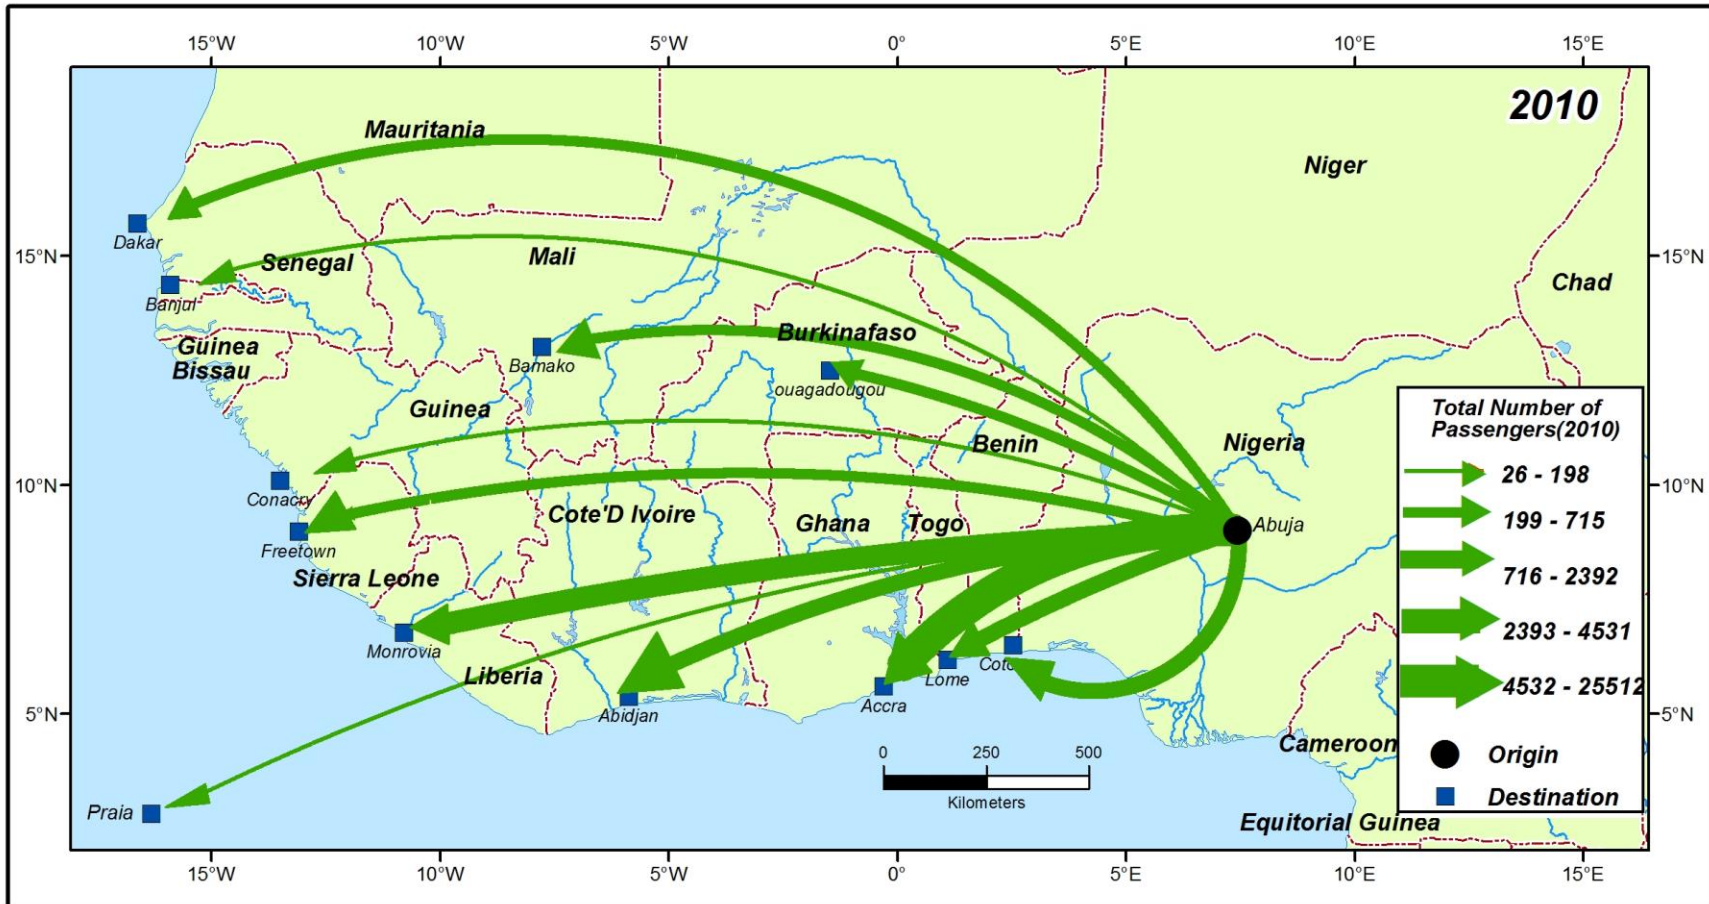 15°W 10°W 5°W 0° 5°E 10°E 15°E
2010
Mauritania
Niger
Dakar
15°N
Senegal
Mali
15°N
Chad
Banjul
Burkinafaso
Guinea
Bissau
Bamako
ouagadougou
Guinea
Benin
Nigeria
10°N
10°N
Conacry
Cote'D Ivoire
Ghana
Togo
Abuja
Freetown
Sierra Leone
Monrovia
Liberia
Lome
Coto
Accra
Abidjan
5°N
5°N
Cameroon
Praia
Equitorial Guinea
0 250 500
Kilometers
Total Number of
Passengers(2010)
26 - 198
199 - 715
716 - 2392
2393 - 4531
4532 - 25512
Origin
Destination
15°W 10°W 5°W 0° 5°E 10°E 15°E